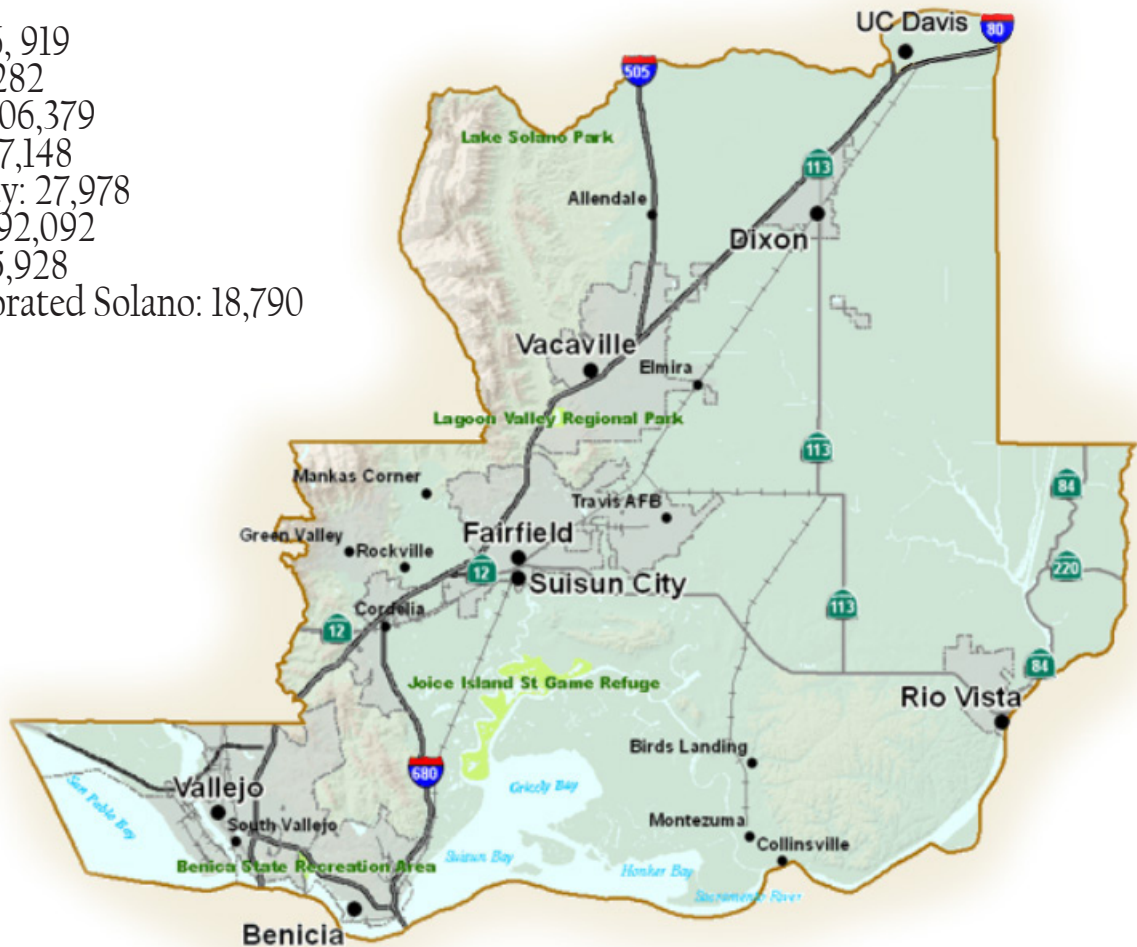 919
282
06,379
7,148
y: 27,978
92,092
5,928
orated Solano: 18,790
UC Davis
80
505
Lake Solano Park
113
Allendale
Dixon
Vacaville
Elmira
Lagoon Valley Regional Park
113
Mankas Corner
84
Travis AFB
Green Valley
Rockville
Fairfield
12
220
Suisun City
Cordelia
113
12
84
Joice Island St Game Refuge
Rio Vista
Birds Landing
680
Vallejo
Grizzly Bay
San Pablo Bay
South Vallejo
Montezuma
Collinsville
Benica State Recreation Area
Suisun Bay
Honker Bay
Sacramento River
Benicia